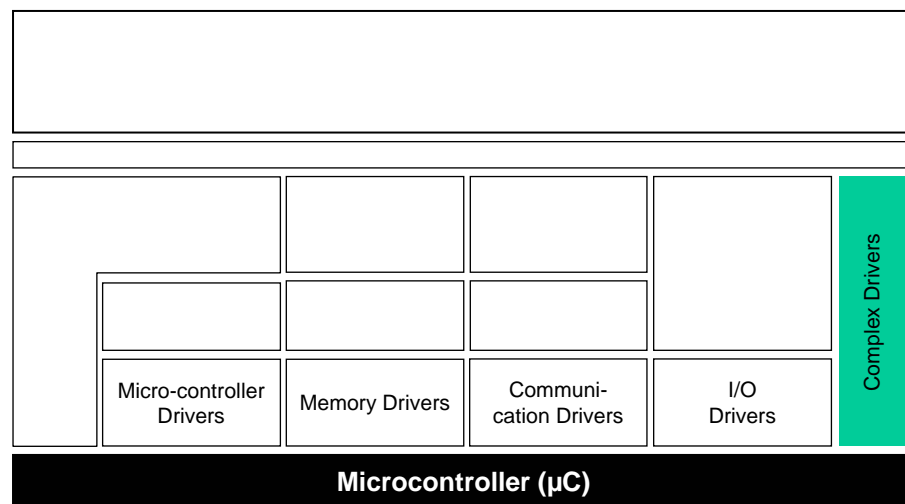 Complex Drivers
Micro-controller
Drivers
Memory Drivers
Communi-
cation Drivers
I/O
Drivers
Microcontroller (µC)